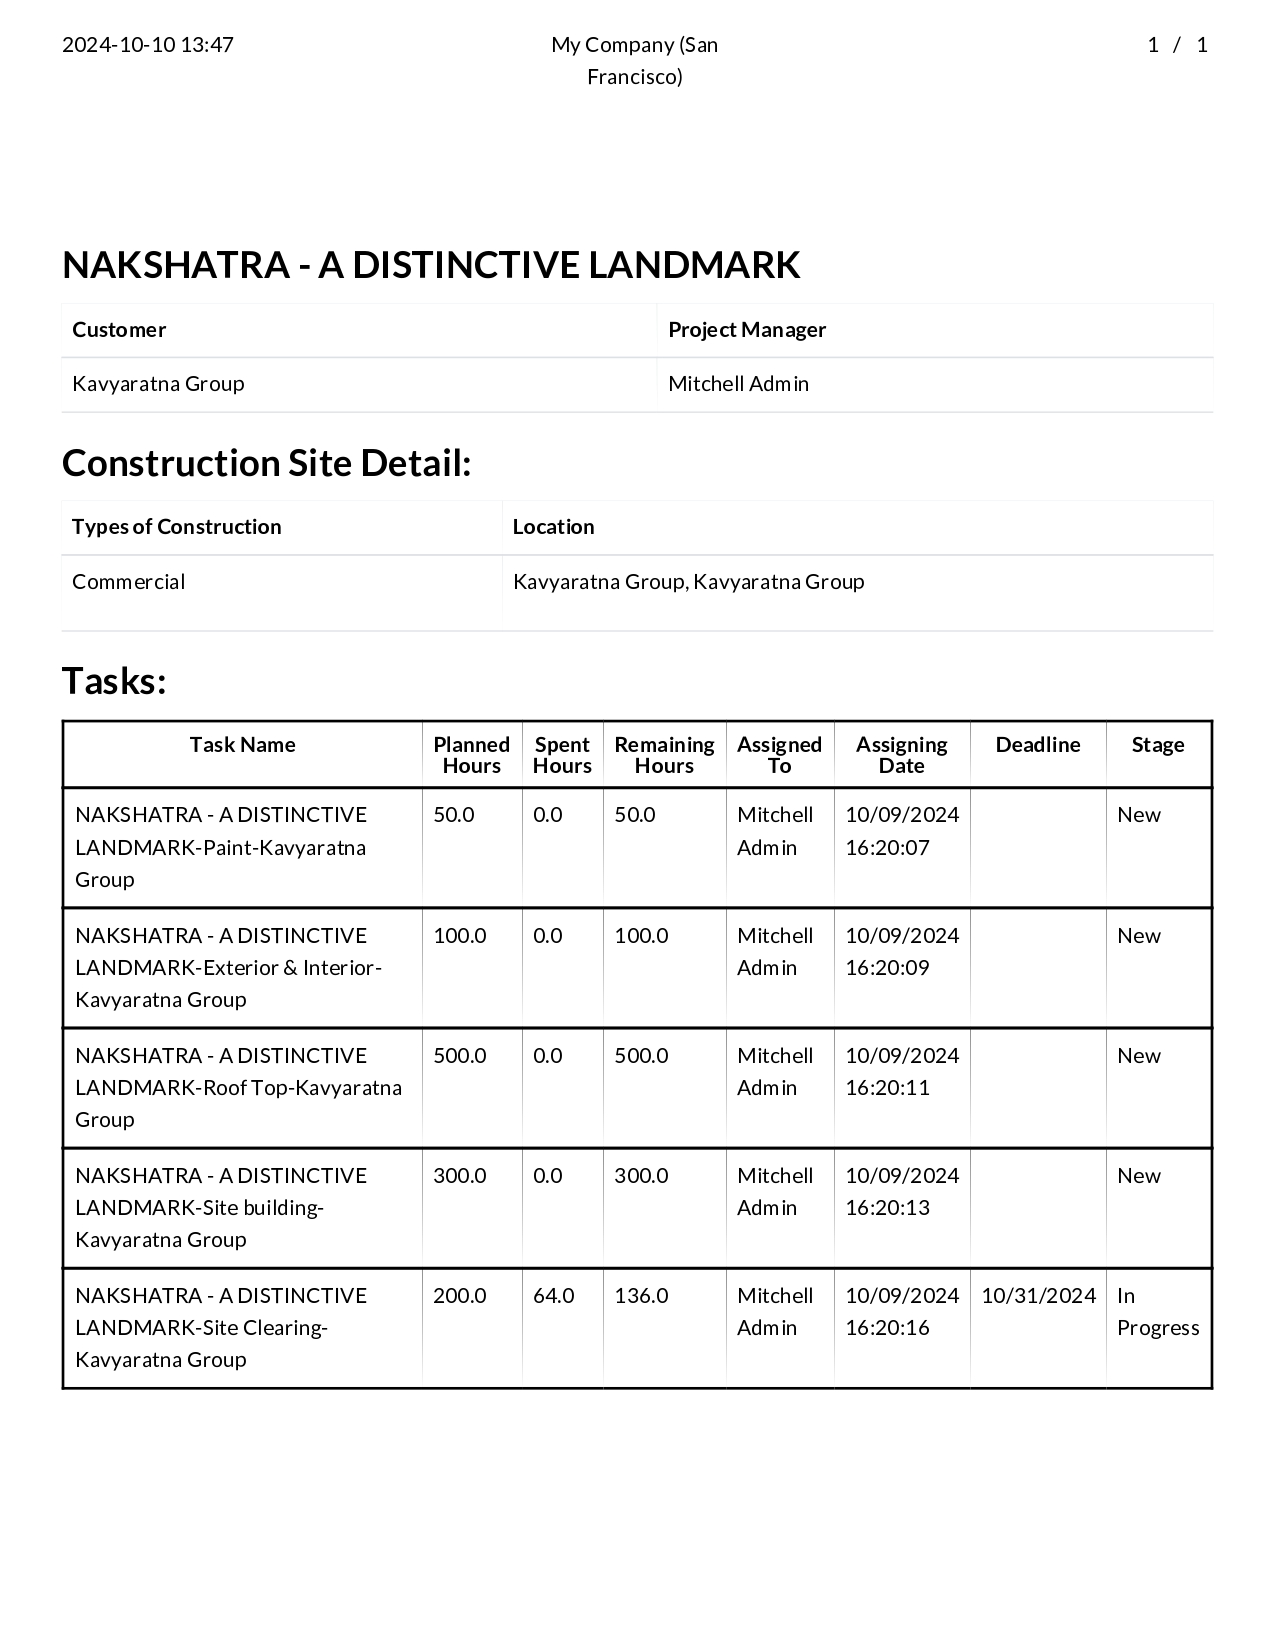 2024-10-10 13:47
My Company (San
Francisco)
1 / 1
NAKSHATRA - A DISTINCTIVE LANDMARK
Customer Project Manager
Kavyaratna Group Mitchell Admin
Construction Site Detail:
Types of Construction Location
Commercial Kavyaratna Group, Kavyaratna Group
Tasks:
Task Name Planned Spent Remaining Assigned Assigning Deadline Stage
Hours Hours Hours To Date
NAKSHATRA - A DISTINCTIVE 50.0 0.0 50.0 Mitchell 10/09/2024 New
LANDMARK-Paint-Kavyaratna Admin 16:20:07
Group
NAKSHATRA - A DISTINCTIVE 100.0 0.0 100.0 Mitchell 10/09/2024 New
LANDMARK-Exterior & Interior- Admin 16:20:09
Kavyaratna Group
NAKSHATRA - A DISTINCTIVE 500.0 0.0 500.0 Mitchell 10/09/2024 New
LANDMARK-Roof Top-Kavyaratna Admin 16:20:11
Group
NAKSHATRA - A DISTINCTIVE 300.0 0.0 300.0 Mitchell 10/09/2024 New
LANDMARK-Site building- Admin 16:20:13
Kavyaratna Group
NAKSHATRA - A DISTINCTIVE 200.0 64.0 136.0 Mitchell 10/09/2024 10/31/2024 In
LANDMARK-Site Clearing- Admin 16:20:16 Progress
Kavyaratna Group